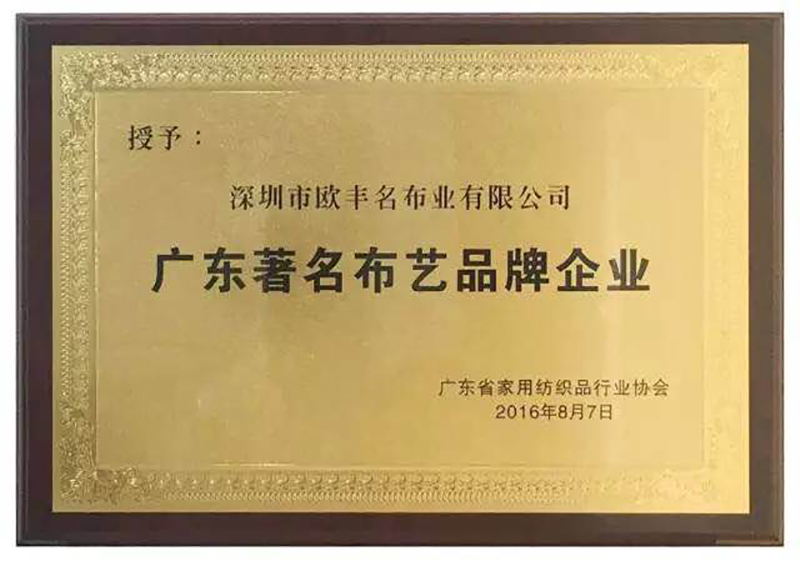 授予：
深圳市欧丰名布业有限公司
广东著名布艺品牌企业
广东省家用纺织品行业协会
2016年8月7日